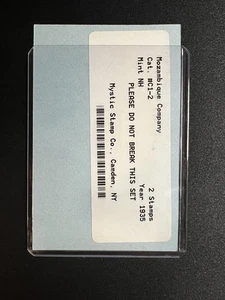 Mozambique Company
Cat. #C1-2 2 Stamps
Mint NH Year 1935
PLEASE DO NOT BREAK THIS SET
Mystic Stamp Co., Camden, NY